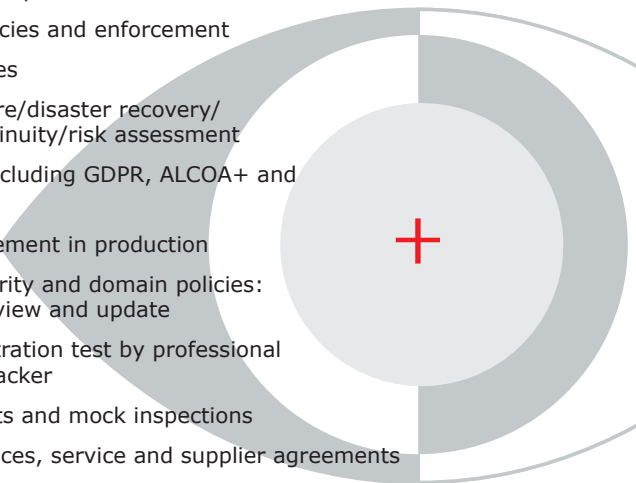 cies and enforcement
es
re/disaster recovery/
inuity/risk assessment
cluding GDPR, ALCOA+ and
ement in production
rity and domain policies:
view and update
tration test by professional
acker
ts and mock inspections
ces, service and supplier agreements